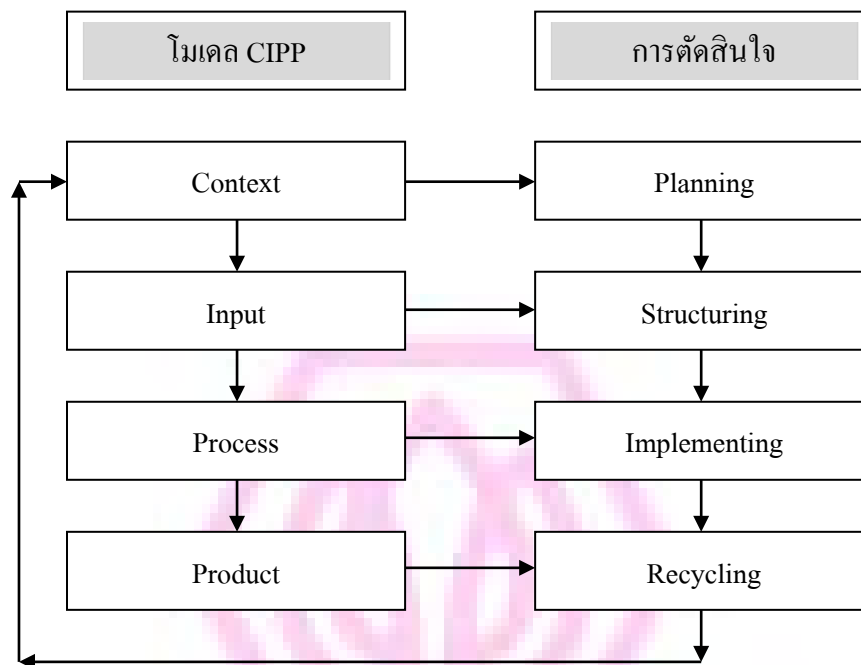 โมเดล CIPP
การตัดสินใจ
Context
Planning
Input
Structuring
Process
Implementing
Product
Recycling